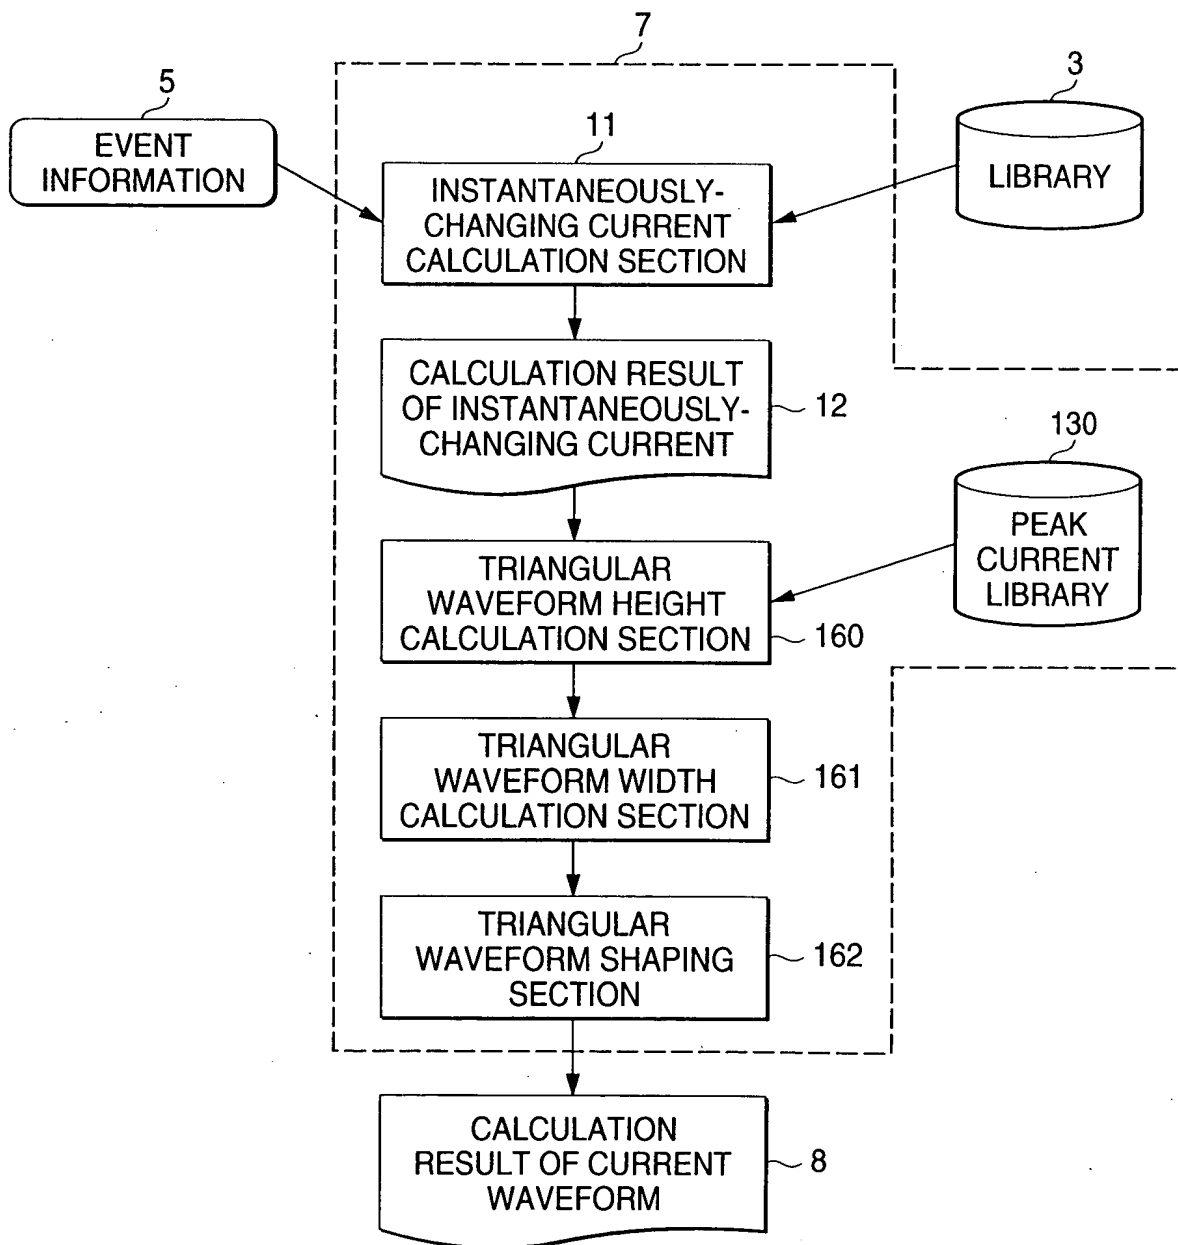 7
5
EVENT
INFORMATION
3
LIBRARY
11
INSTANTANEOUSLY-
CHANGING CURRENT
CALCULATION SECTION
CALCULATION RESULT
OF INSTANTANEOUSLY-
CHANGING CURRENT
12
130
PEAK
CURRENT
LIBRARY
TRIANGULAR
WAVEFORM HEIGHT
CALCULATION SECTION
160
TRIANGULAR
WAVEFORM WIDTH
CALCULATION SECTION
161
TRIANGULAR
WAVEFORM SHAPING
SECTION
162
CALCULATION
RESULT OF CURRENT
WAVEFORM
8